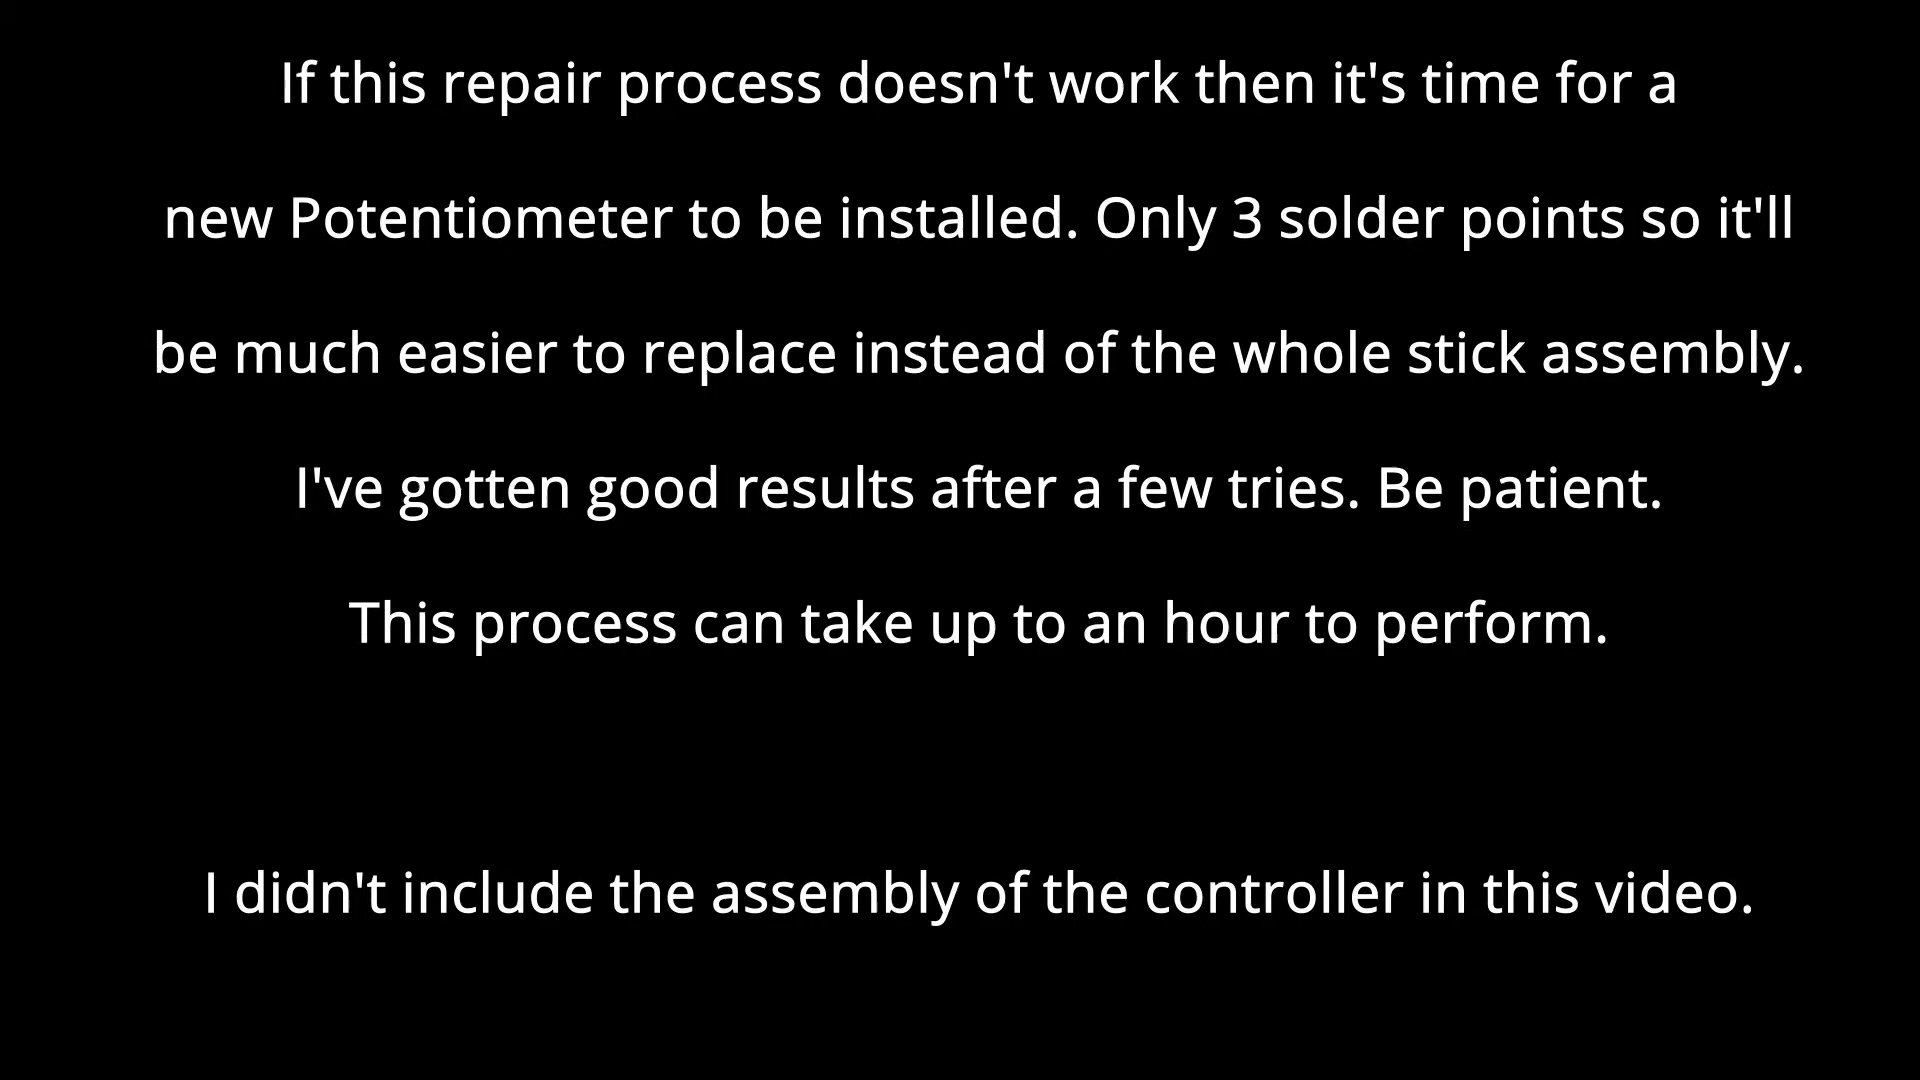 If this repair process doesn't work then it's time for a
new Potentiometer to be installed. Only 3 solder points so it'll
be much easier to replace instead of the whole stick assembly.
I've gotten good results after a few tries. Be patient.
This process can take up to an hour to perform.
I didn't include the assembly of the controller in this video.